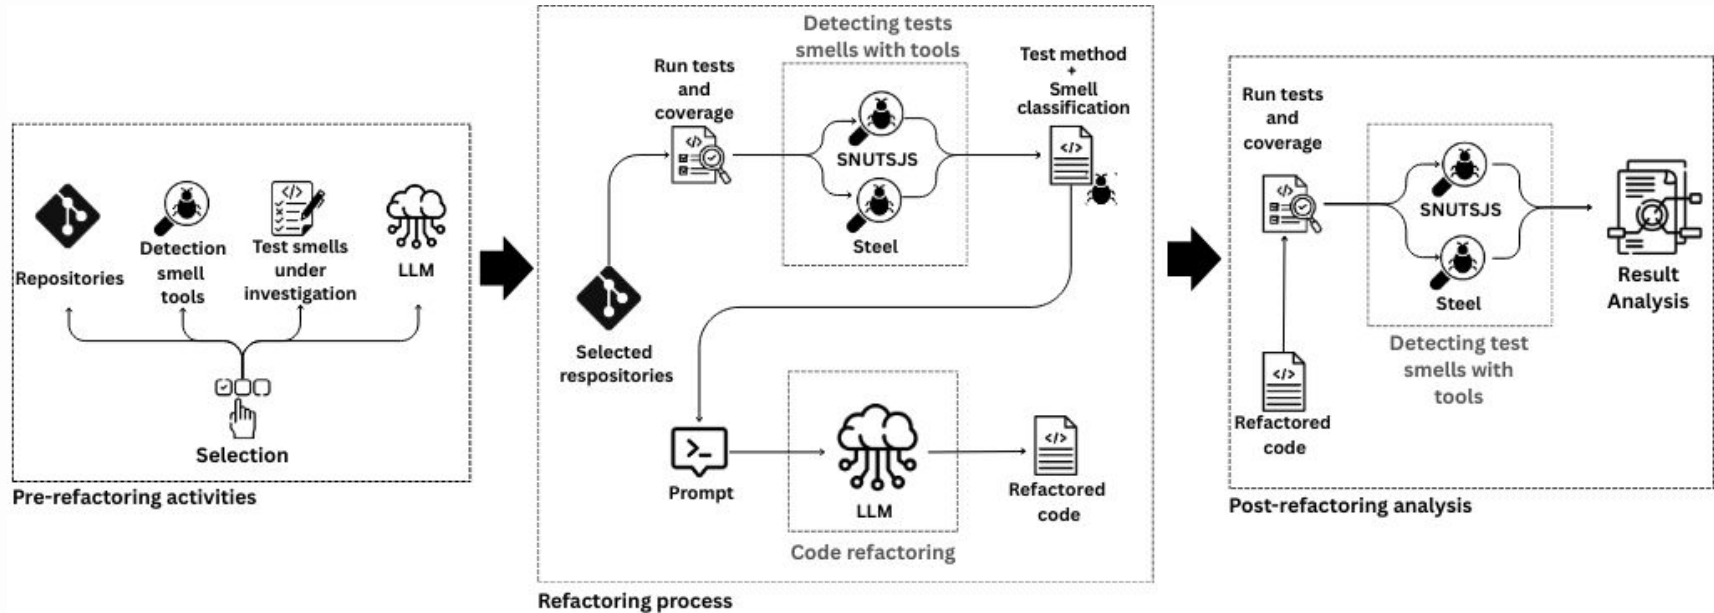 Repositories
Detection
smell
tools
</>
Test smells
under
investigation
LLM
Selection
Pre-refactoring activities
Detecting tests
smells with tools
Run tests
and
coverage
</>
SNUTSJS
Steel
Test method
+
Smell
classification
</>
Selected
respositories
>_
Prompt
LLM
Code refactoring
</>
Refactored
code
Refactoring process
Run tests
and
coverage
</>
SNUTSJS
Steel
Detecting test
smells with
tools
</>
Refactored
code
Result
Analysis
Post-refactoring analysis